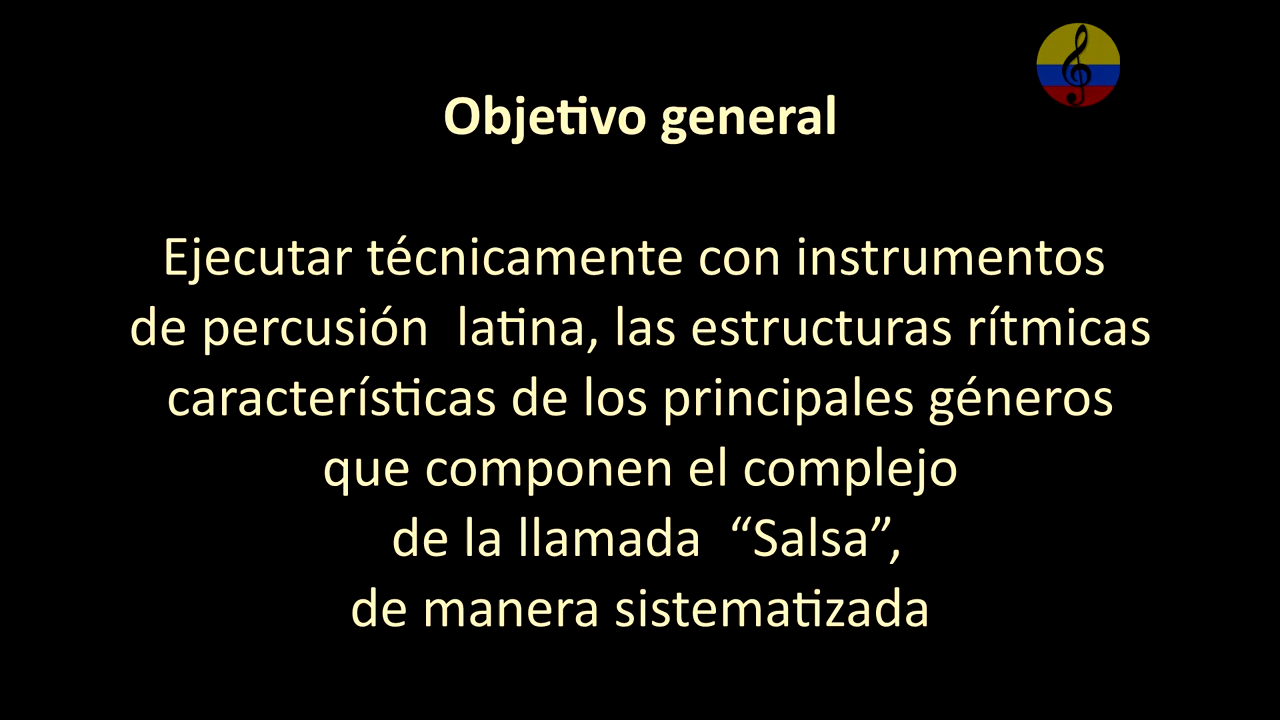 Objetivo general
Ejecutar técnicamente con instrumentos
de percusión  latina, las estructuras rítmicas
características de los principales géneros
que componen el complejo
de la llamada  “Salsa”,
de manera sistematizada